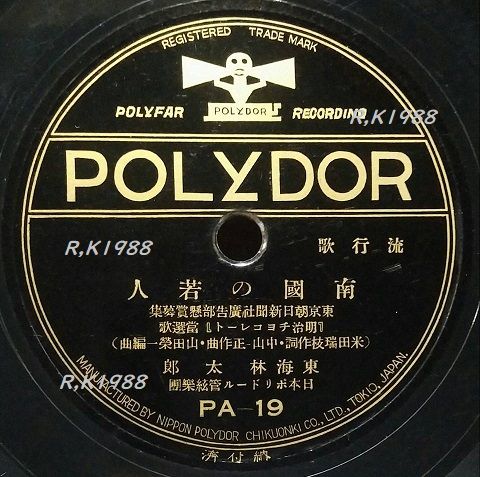 REGISTERED TRADE MARK
POLYFAR POLYDOR RECORDING
R,K1988
POLYDOR
R,K1988
流行歌
南國の若人
東京朝日新聞社廣告部懸賞募集
『明治チヨコレート』當選歌
(米田瑞枝作詞・中山正作曲・山田榮一編曲)
東海林太郎
日本ポリドール管絃樂團
R,K1988
PA-19
MANUFACTURED BY NIPPON POLYDOR CHIKUONKI CO., LTD., TOKIO, JAPAN.
濟付納